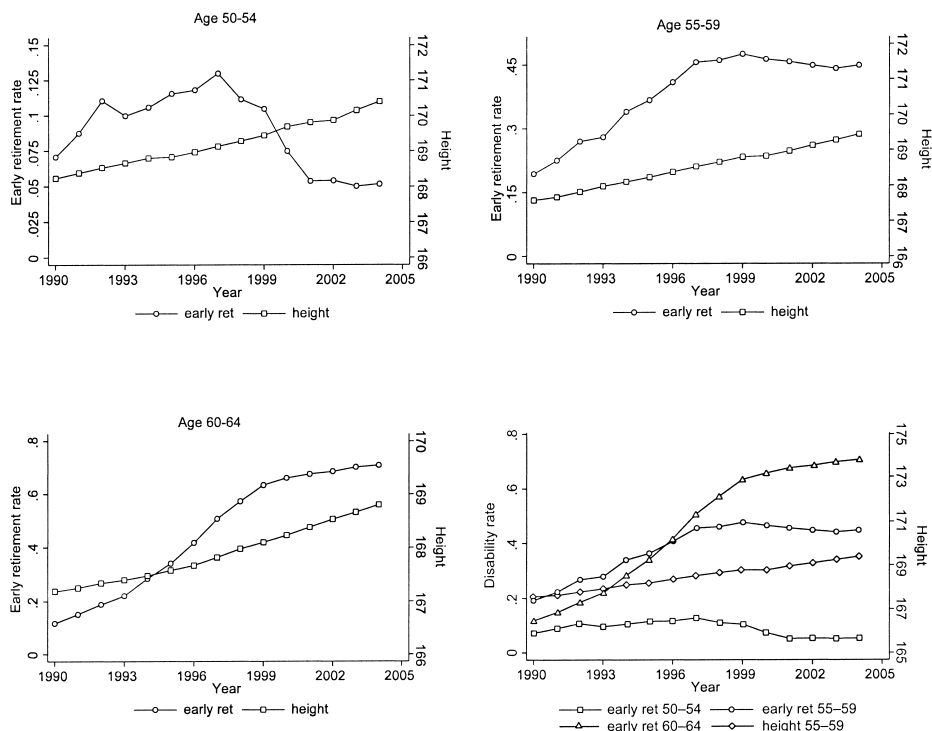 Age 50-54
Early retirement rate
0 .025 .05 .075 .1 .125 .15
166 167 168 169 170 171 172
Height
1990 1993 1996 1999 2002 2005
Year
early ret height
Age 55-59
Early retirement rate
0 .15 .3 .45
166 167 168 169 170 171 172
Height
1990 1993 1996 1999 2002 2005
Year
early ret height
Age 60-64
Early retirement rate
0 .2 .4 .6 .8
166 167 168 169 170
Height
1990 1993 1996 1999 2002 2005
Year
early ret height
Disability rate
0 .2 .4 .6 .8
165 167 169 171 173 175
Height
1990 1993 1996 1999 2002 2005
Year
early ret 50–54 early ret 55–59
early ret 60–64 height 55–59